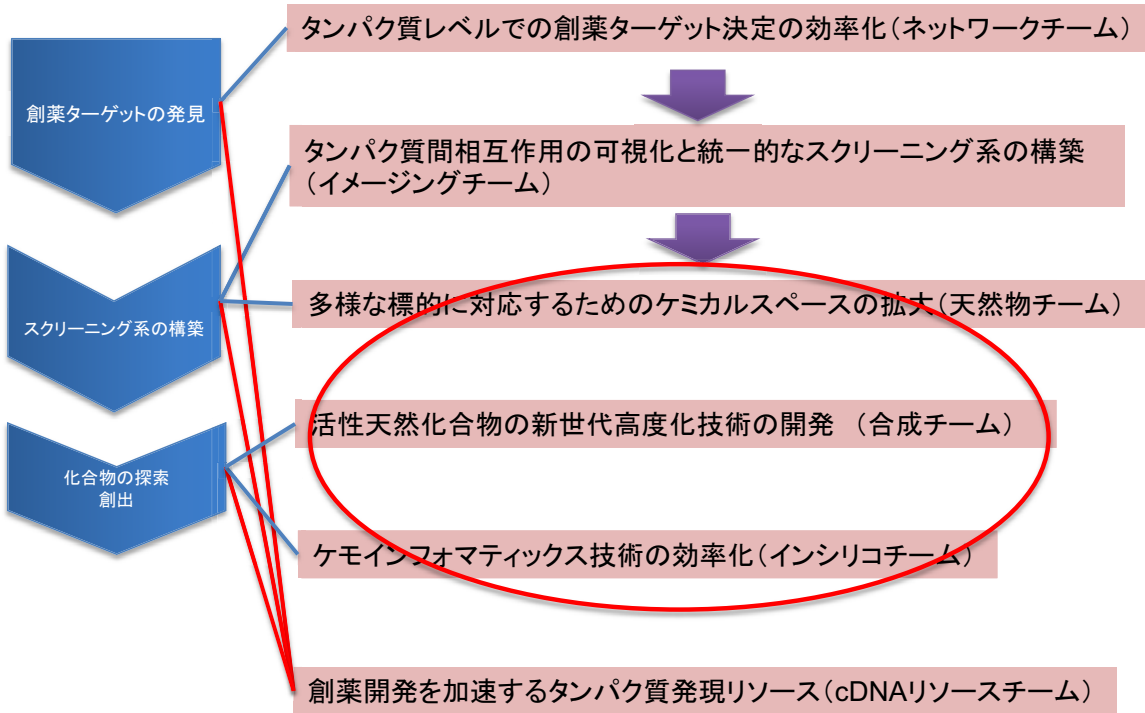 タンパク質レベルでの創薬ターゲット決定の効率化(ネットワークチーム)
創薬ターゲットの発見
タンパク質間相互作用の可視化と統一的なスクリーニング系の構築
(イメージングチーム)
多様な標的に対応するためのケミカルスペースの拡大(天然物チーム)
スクリーニング系の構築
活性天然化合物の新世代高度化技術の開発 (合成チーム)
化合物の探索
創出
ケモインフォマティックス技術の効率化(インシリコチーム)
創薬開発を加速するタンパク質発現リソース(cDNAリソースチーム)